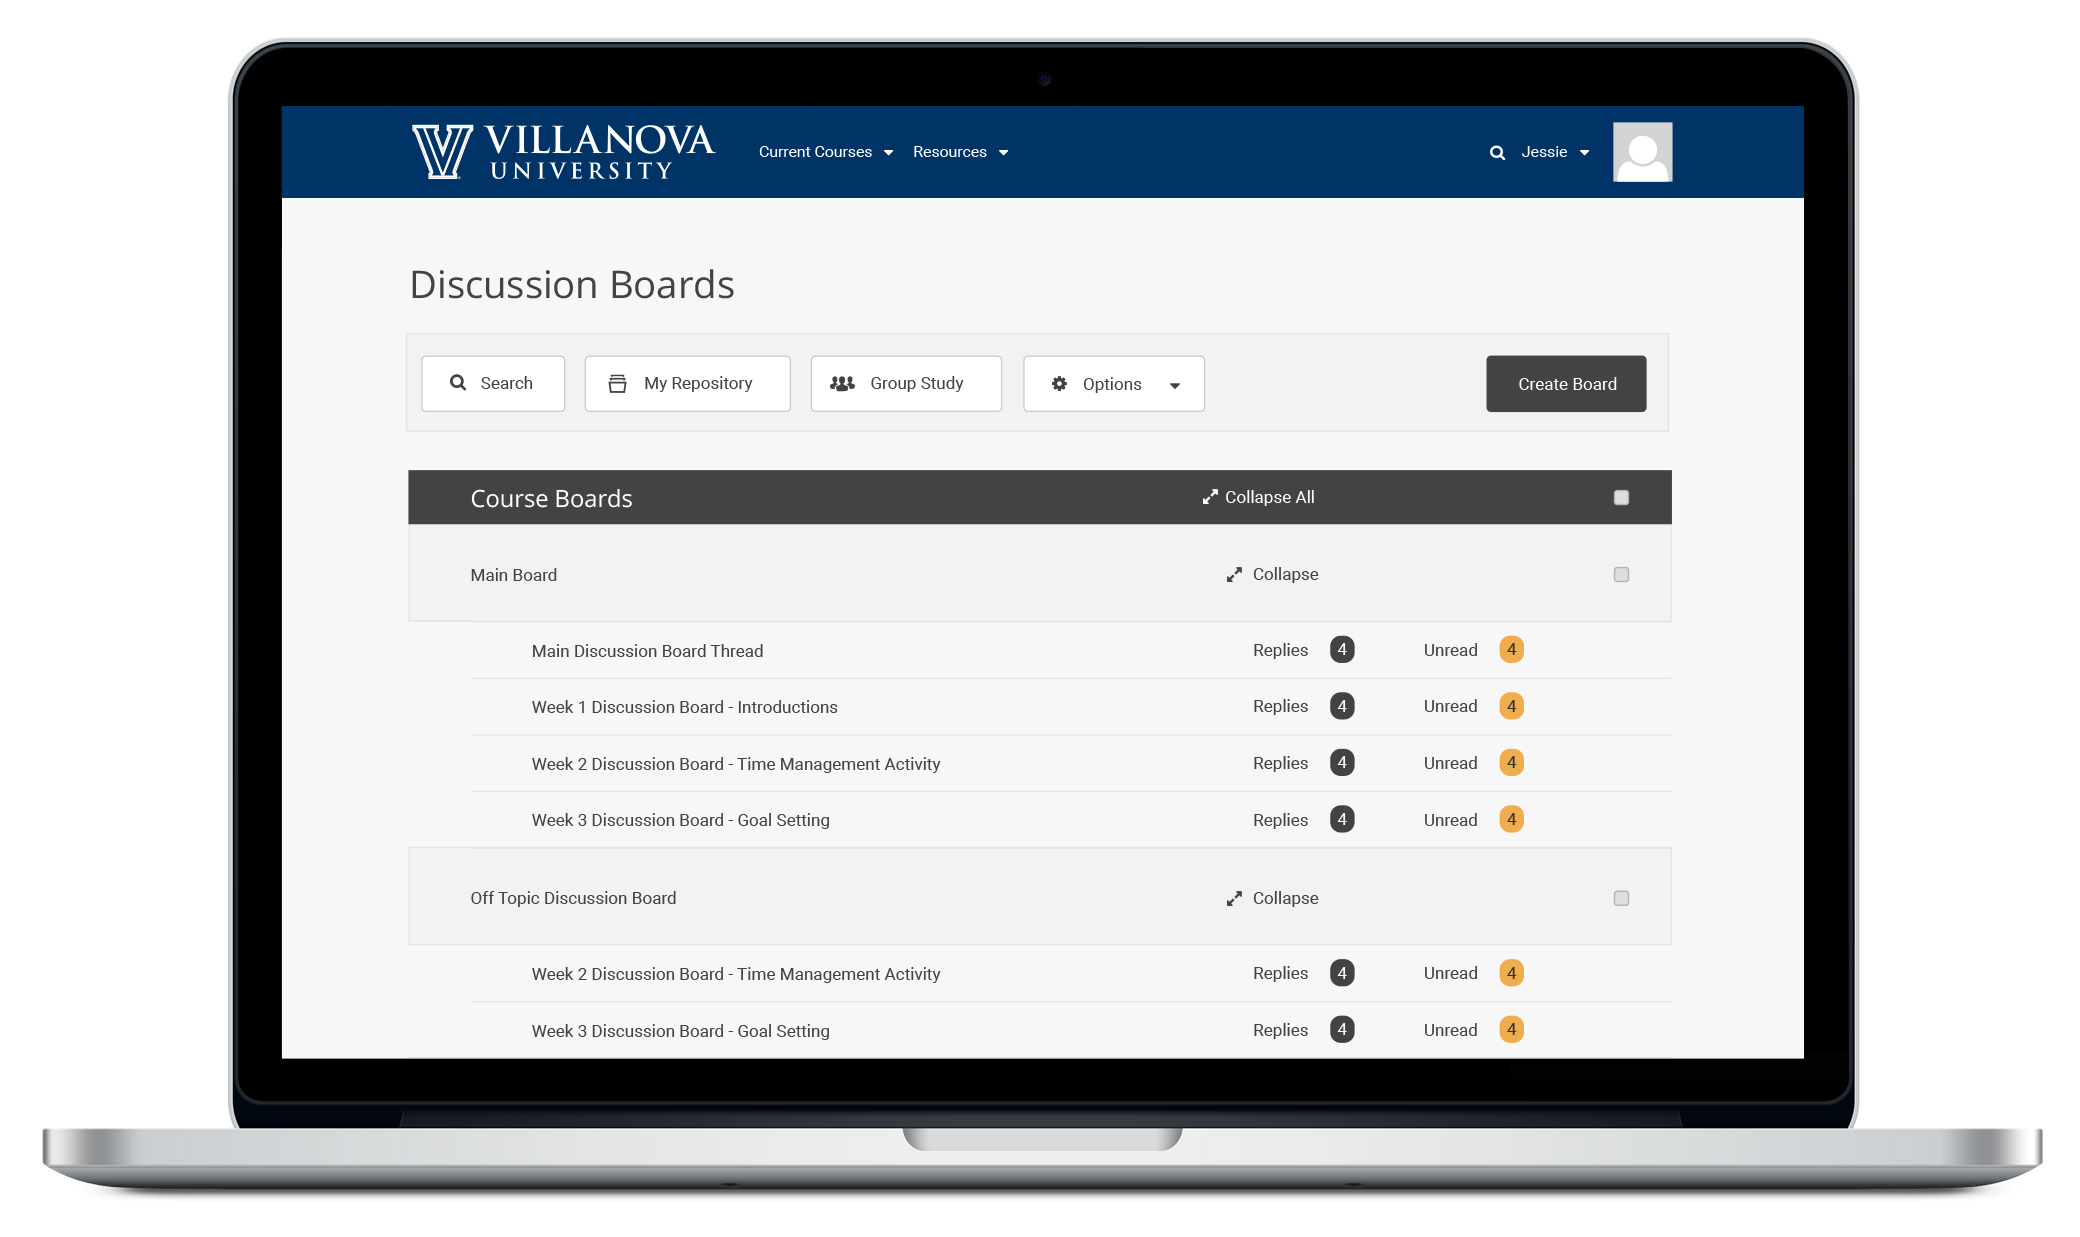 VILLANOVA
UNIVERSITY
Current Courses
Resources
Jessie
Discussion Boards
Search
My Repository
Group Study
Options
Create Board
Course Boards
Collapse All
Main Board
Collapse
Main Discussion Board Thread
Replies 4
Unread 4
Week 1 Discussion Board - Introductions
Replies 4
Unread 4
Week 2 Discussion Board - Time Management Activity
Replies 4
Unread 4
Week 3 Discussion Board - Goal Setting
Replies 4
Unread 4
Off Topic Discussion Board
Collapse
Week 2 Discussion Board - Time Management Activity
Replies 4
Unread 4
Week 3 Discussion Board - Goal Setting
Replies 4
Unread 4